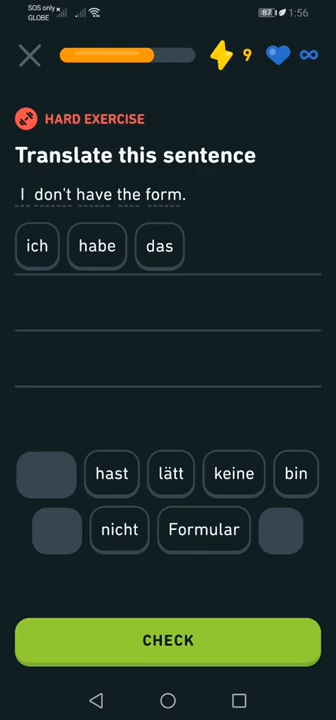 SOS only
GLOBE
87 1:56
9 ∞
HARD EXERCISE
Translate this sentence
I don't have the form.
ich habe das
hast lätt keine bin
nicht Formular
CHECK